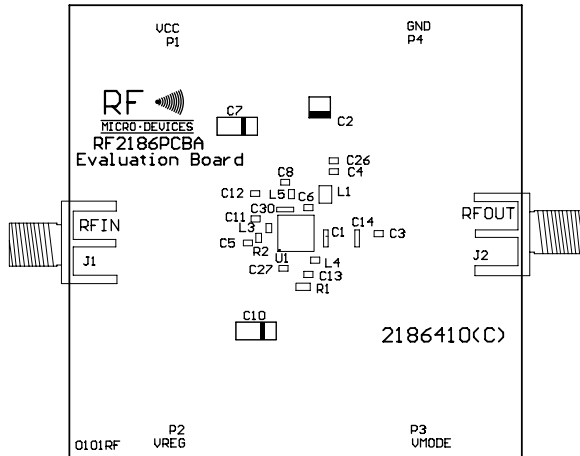 VCC
P1
GND
P4
RF
MICRO·DEVICES
RF2186PCBA
Evaluation Board
C7
C2
C26
C4
C8
C12
L5
L1
C30
C6
C11
L3
C5
R2
C1
C14
C3
U1
C27
L4
C13
R1
RFIN
J1
RFOUT
J2
C10
2186410(C)
P2
VREG
P3
VMODE
0101RF